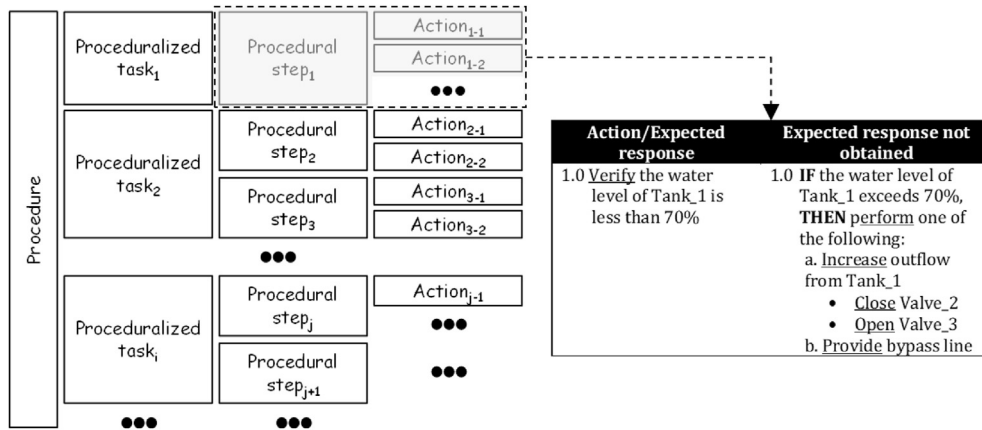 Procedure
Proceduralized
task1
Procedural
step1
Action1-1
Action1-2
●●●
Proceduralized
task2
Procedural
step2
Action2-1
Action2-2
Procedural
step3
Action3-1
Action3-2
●●●
Proceduralized
taski
Procedural
stepj
Actionj-1
●●●
Procedural
stepj+1
●●●
●●●
●●●
Action/Expected
response
Expected response not
obtained
1.0 Verify the water
level of Tank_1 is
less than 70%
1.0 IF the water level of
Tank_1 exceeds 70%,
THEN perform one of
the following:
a. Increase outflow
from Tank_1
• Close Valve_2
• Open Valve_3
b. Provide bypass line